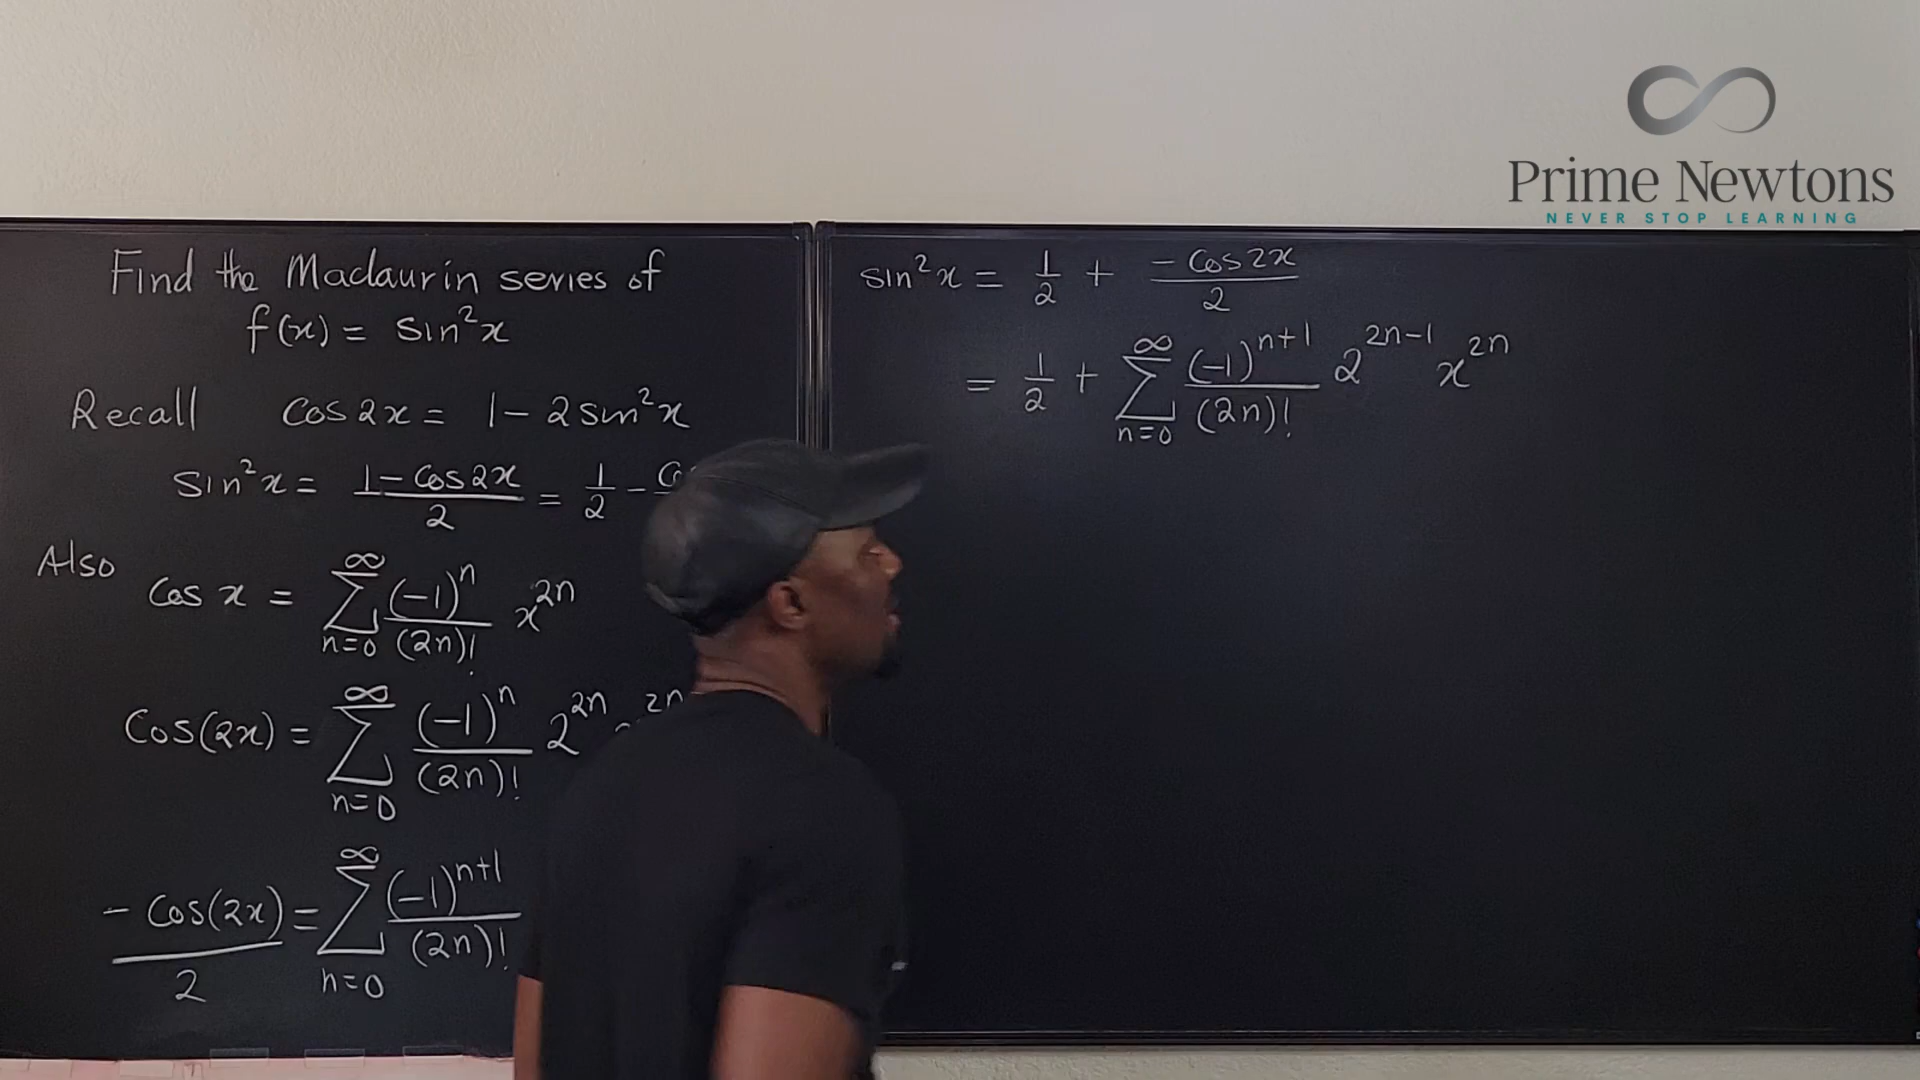 Prime Newtons
NEVER STOP LEARNING
Find the Maclaurin series of
f(x) = sin²x
Recall cos 2x = 1 - 2 sin²x
sin²x = (1 - cos 2x)/2 = 1/2 -
Also
Cos x = ∑_{n=0}^{∞} (-1)^n/(2n)! x^{2n}
Cos(2x) = ∑_{n=0}^{∞} (-1)^n/(2n)! 2^{2n} ^{2n}
-Cos(2x)/2 = ∑_{n=0}^{∞} (-1)^{n+1}/(2n)!
sin²x = 1/2 + (-Cos 2x)/2
= 1/2 + ∑_{n=0}^{∞} (-1)^{n+1}/(2n)! 2^{2n-1} x^{2n}